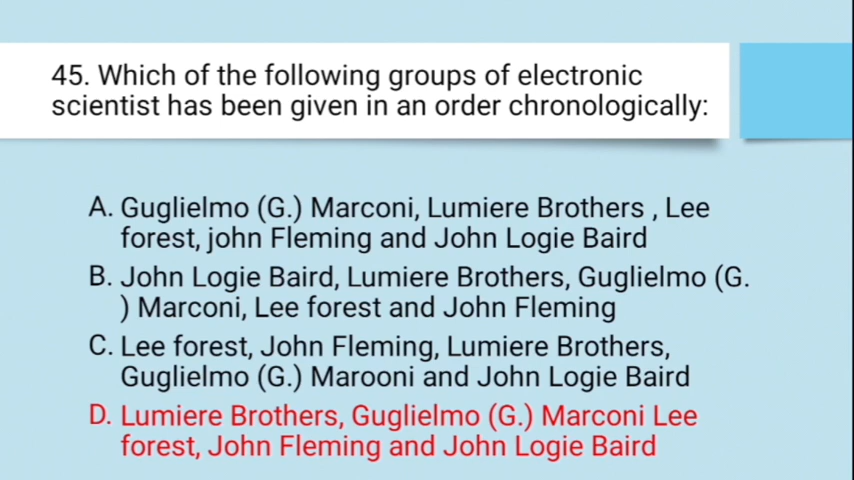 45. Which of the following groups of electronic
scientist has been given in an order chronologically:
A. Guglielmo (G.) Marconi, Lumiere Brothers , Lee
forest, john Fleming and John Logie Baird
B. John Logie Baird, Lumiere Brothers, Guglielmo (G.
) Marconi, Lee forest and John Fleming
C. Lee forest, John Fleming, Lumiere Brothers,
Guglielmo (G.) Marooni and John Logie Baird
D. Lumiere Brothers, Guglielmo (G.) Marconi Lee
forest, John Fleming and John Logie Baird